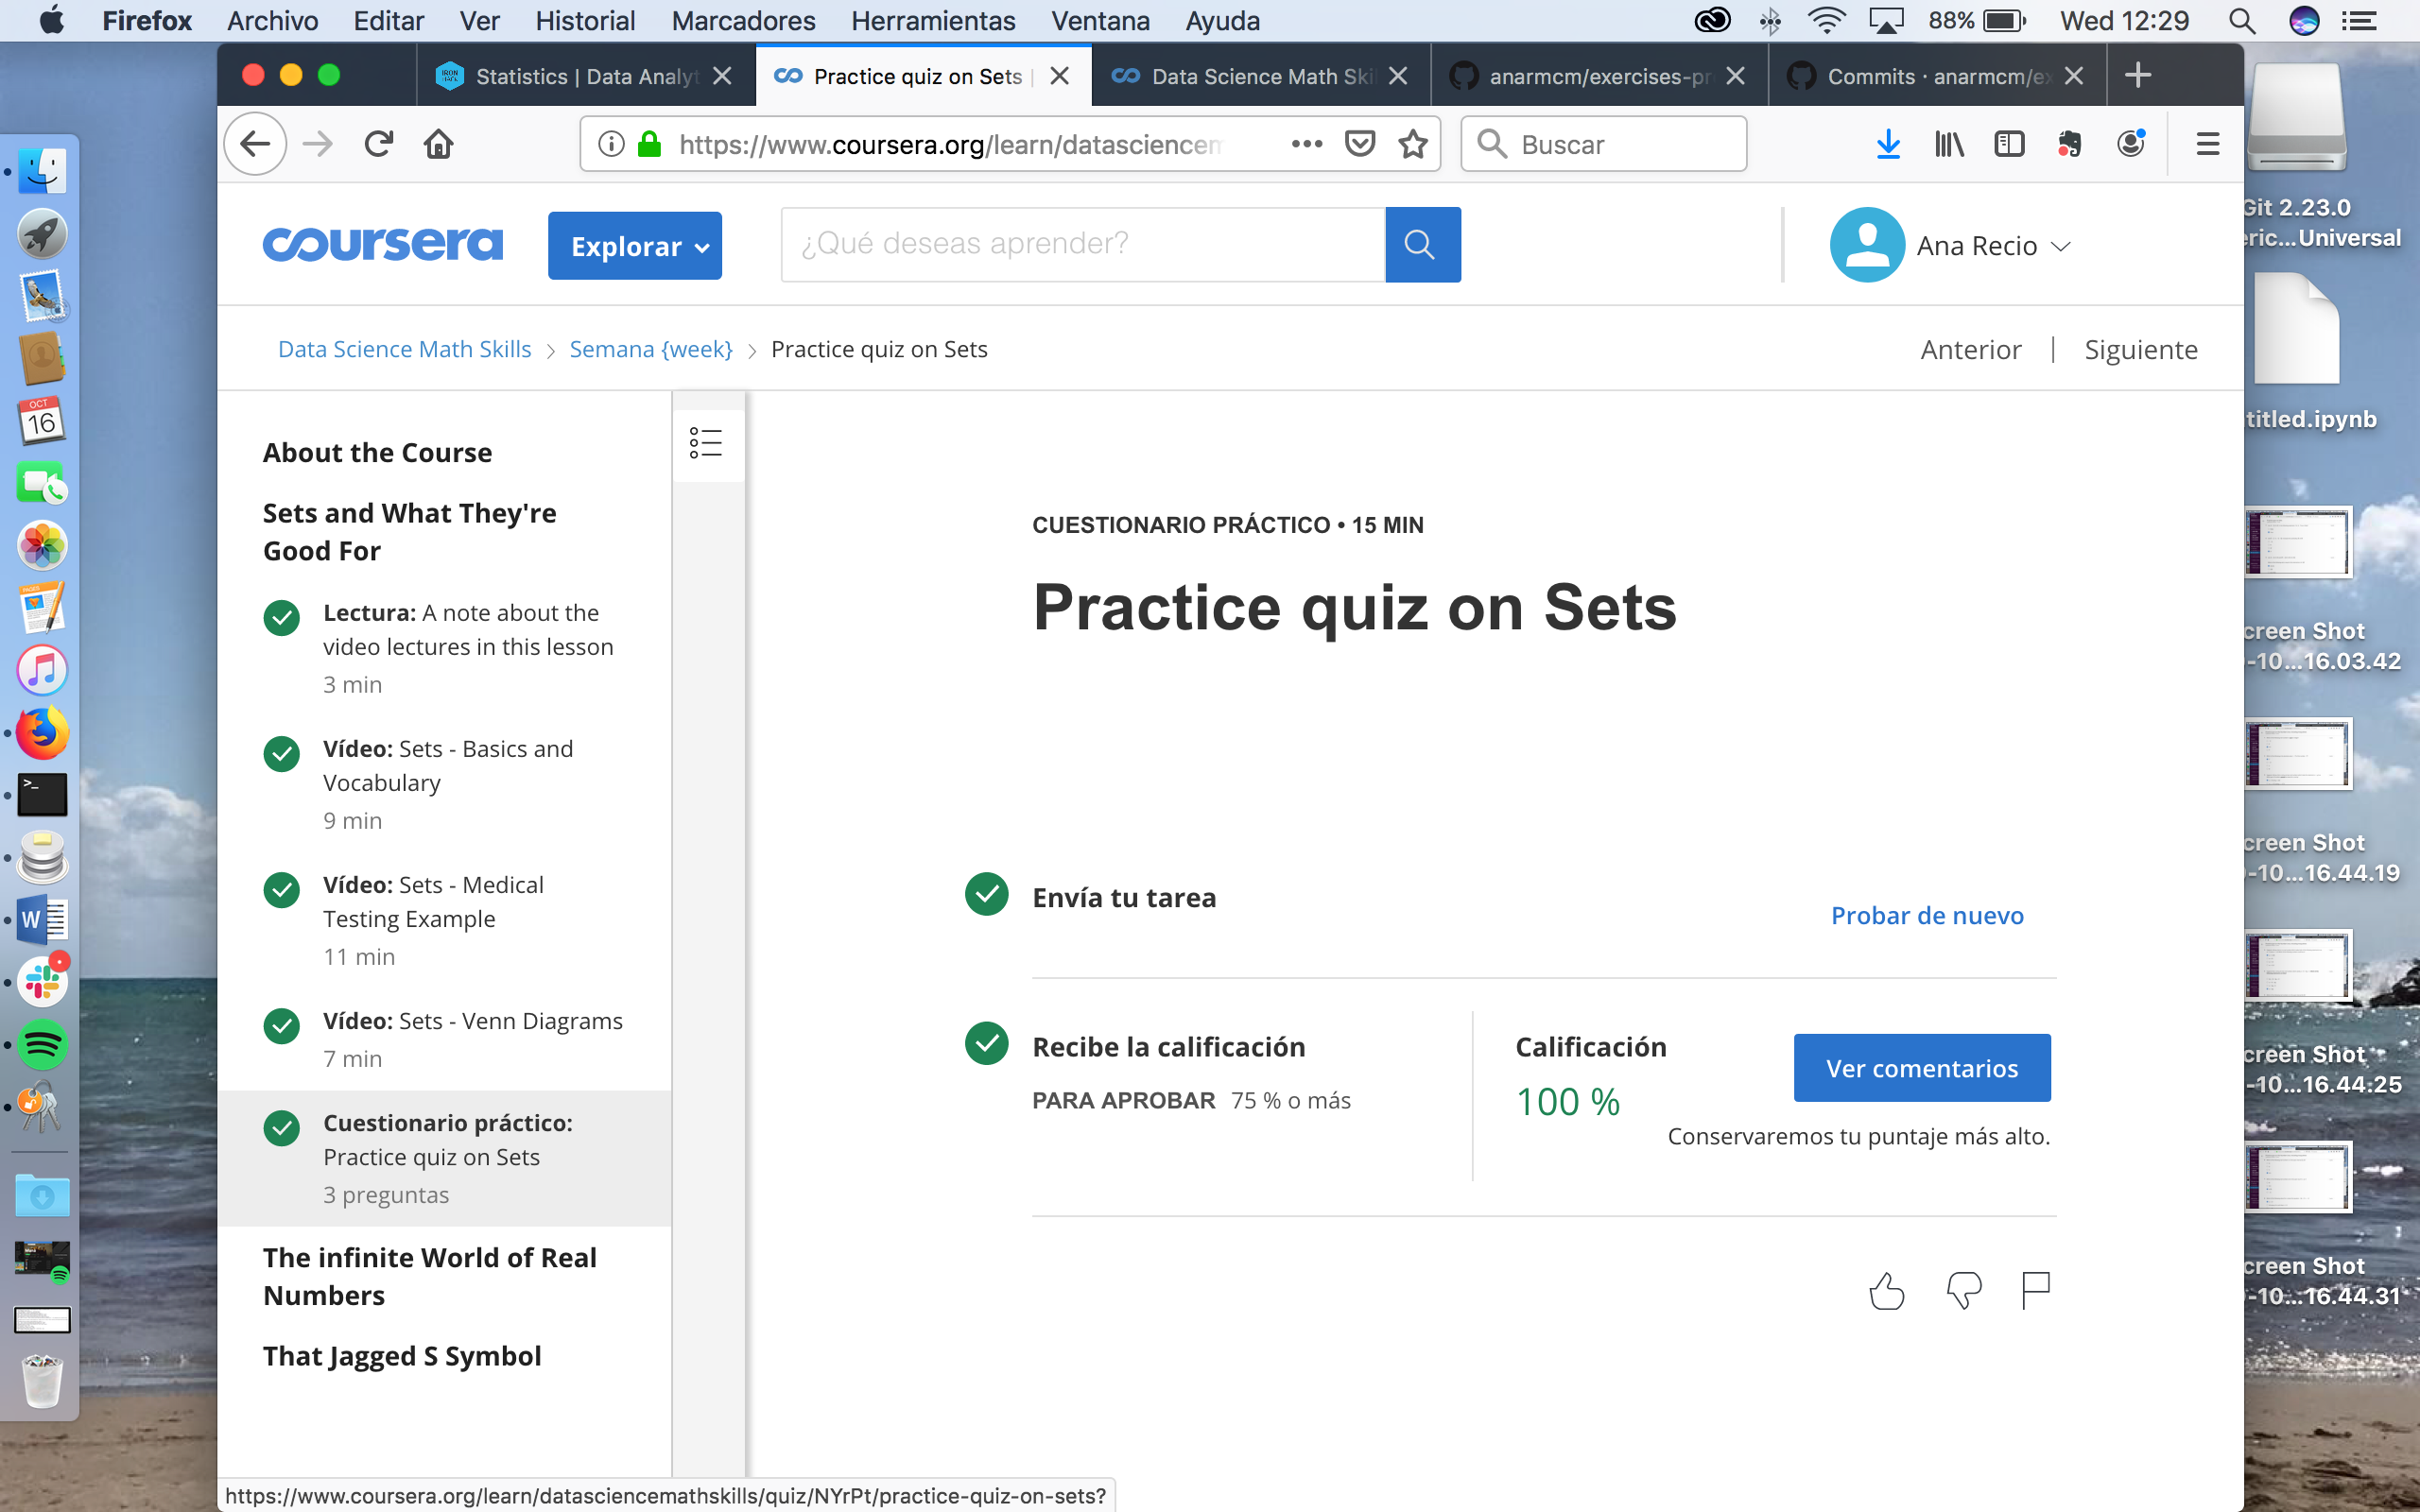 Firefox Archivo Editar Ver Historial Marcadores Herramientas Ventana Ayuda 88% Wed 12:29
Statistics | Data Analyt
Practice quiz on Sets |
Data Science Math Skil
anarmcm/exercises-pr
Commits · anarmcm/ex
https://www.coursera.org/learn/datasciencem
Buscar
coursera
Explorar
¿Qué deseas aprender?
Ana Recio
Data Science Math Skills
Semana {week}
Practice quiz on Sets
Anterior | Siguiente
About the Course
Sets and What They're
Good For
Lectura: A note about the
video lectures in this lesson
3 min
Vídeo: Sets - Basics and
Vocabulary
9 min
Vídeo: Sets - Medical
Testing Example
11 min
Vídeo: Sets - Venn Diagrams
7 min
Cuestionario práctico:
Practice quiz on Sets
3 preguntas
The infinite World of Real
Numbers
That Jagged S Symbol
CUESTIONARIO PRÁCTICO • 15 MIN
Practice quiz on Sets
Envía tu tarea
Probar de nuevo
Recibe la calificación
PARA APROBAR 75 % o más
Calificación
100 %
Ver comentarios
Conservaremos tu puntaje más alto.
https://www.coursera.org/learn/datasciencemathskills/quiz/NYrPt/practice-quiz-on-sets?
OCT
16
Git 2.23.0
eric...Universal
titled.ipynb
creen Shot
-10...16.03.42
creen Shot
-10...16.44.19
creen Shot
-10...16.44.25
creen Shot
-10...16.44.31